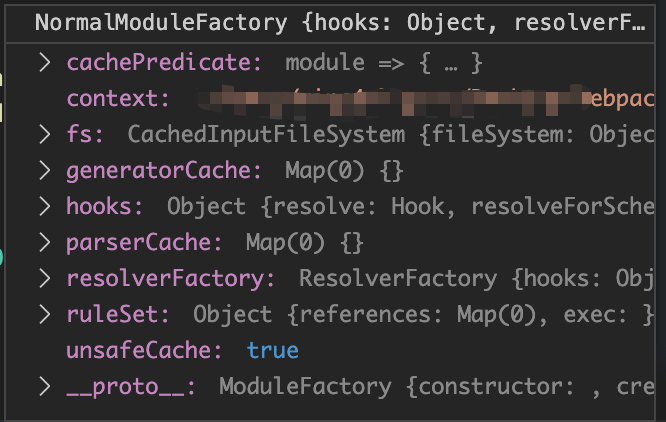 NormalModuleFactory {hooks: Object, resolverF…
cachePredicate: module => { … }
context: ebpac
fs: CachedInputFileSystem {fileSystem: Objec
generatorCache: Map(0) {}
hooks: Object {resolve: Hook, resolveForSche
parserCache: Map(0) {}
resolverFactory: ResolverFactory {hooks: Obj
ruleSet: Object {references: Map(0), exec: }
unsafeCache: true
__proto__: ModuleFactory {constructor: , cre